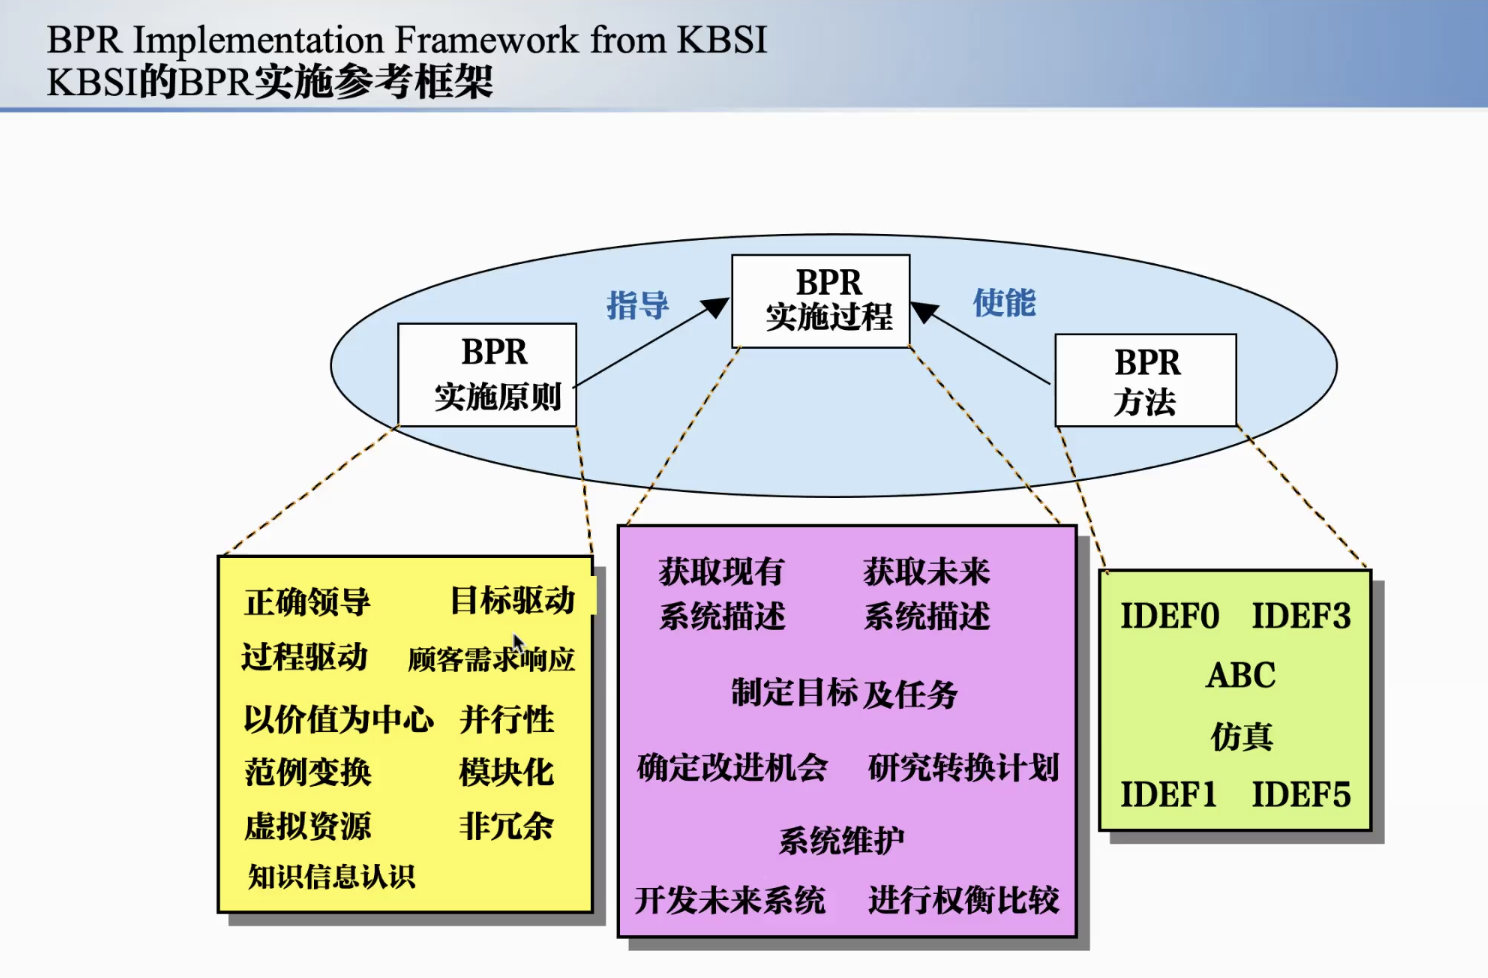 BPR Implementation Framework from KBSI
KBSI的BPR实施参考框架
BPR
实施过程
指导
使能
BPR
实施原则
BPR
方法
正确领导 目标驱动
过程驱动 顾客需求响应
以价值为中心 并行性
范例变换 模块化
虚拟资源 非冗余
知识信息认识
获取现有 获取未来
系统描述 系统描述
制定目标及任务
确定改进机会 研究转换计划
系统维护
开发未来系统 进行权衡比较
IDEF0 IDEF3
ABC
仿真
IDEF1 IDEF5